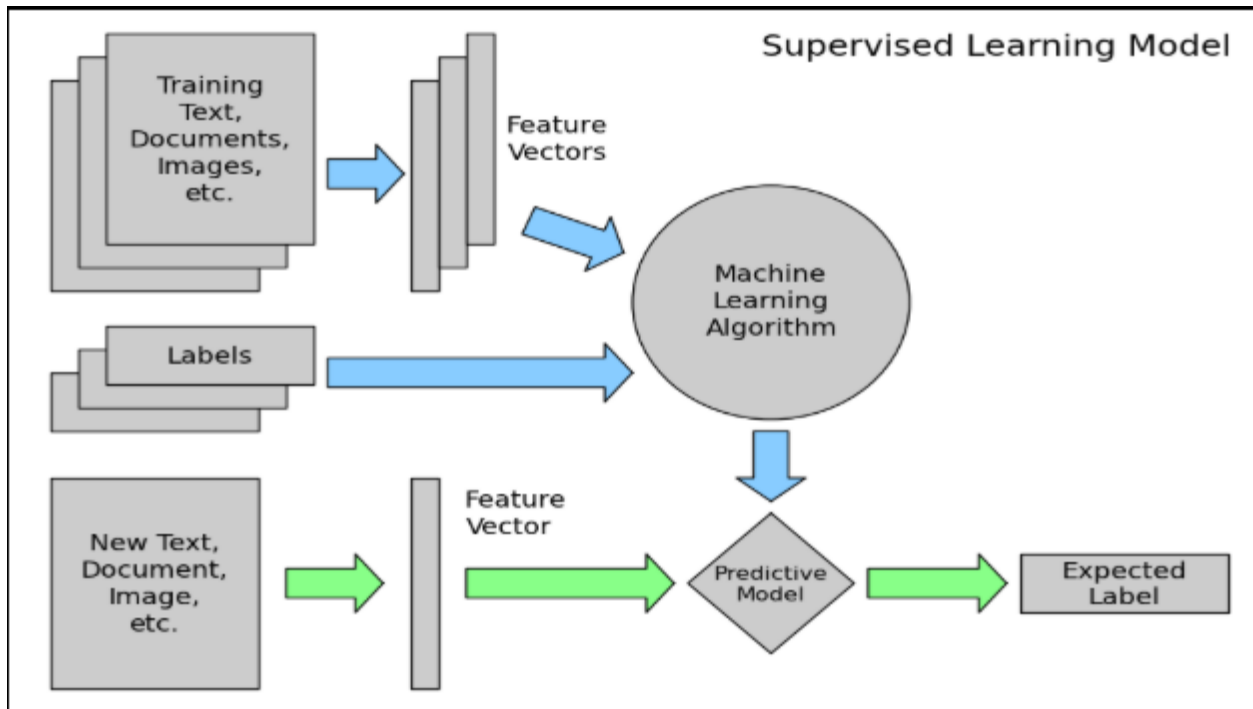 Supervised Learning Model
Training
Text,
Documents,
Images,
etc.
Feature
Vectors
Machine
Learning
Algorithm
Labels
New Text,
Document,
Image,
etc.
Feature
Vector
Predictive
Model
Expected
Label